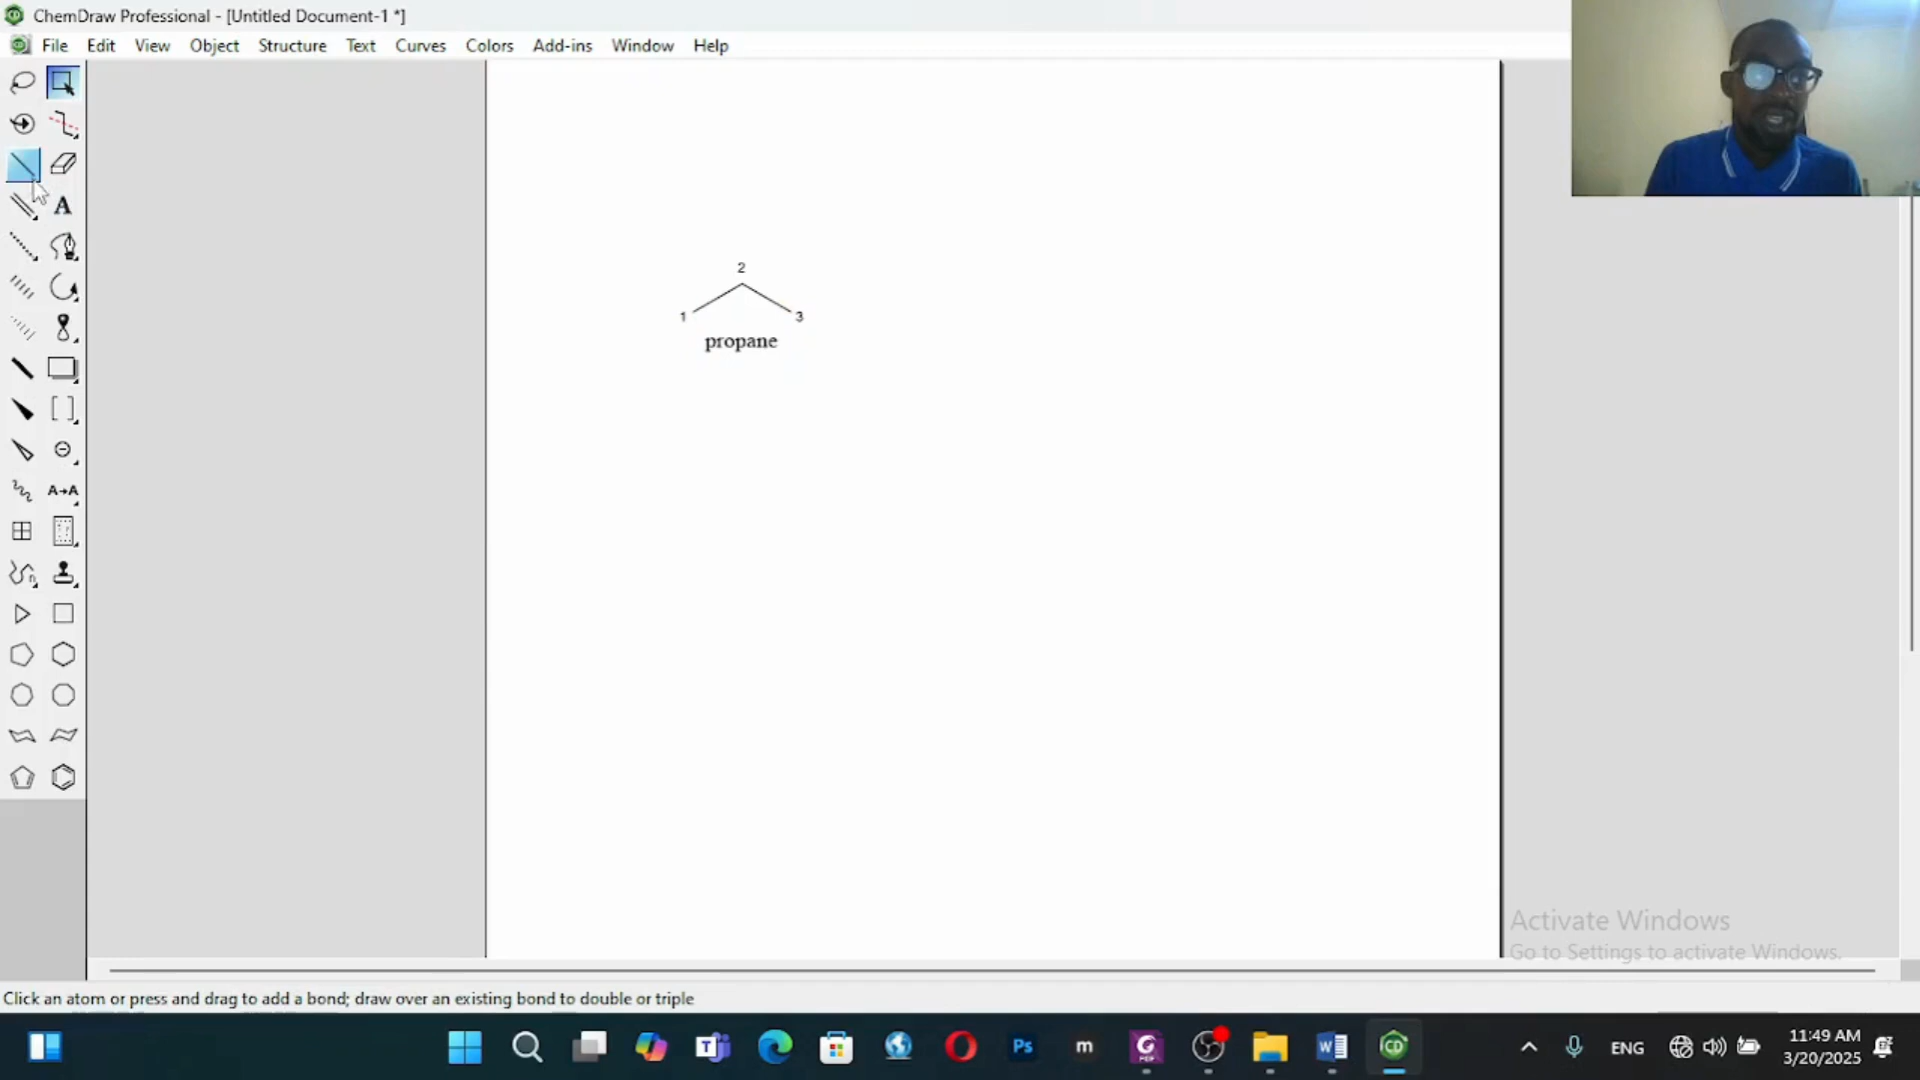 ChemDraw Professional - [Untitled Document-1 *]
File Edit View Object Structure Text Curves Colors Add-ins Window Help
A
A→A
2
1 3
propane
Activate Windows
Go to Settings to activate Windows.
Click an atom or press and drag to add a bond; draw over an existing bond to double or triple
Ps m W CD ENG 11:49 AM
3/20/2025